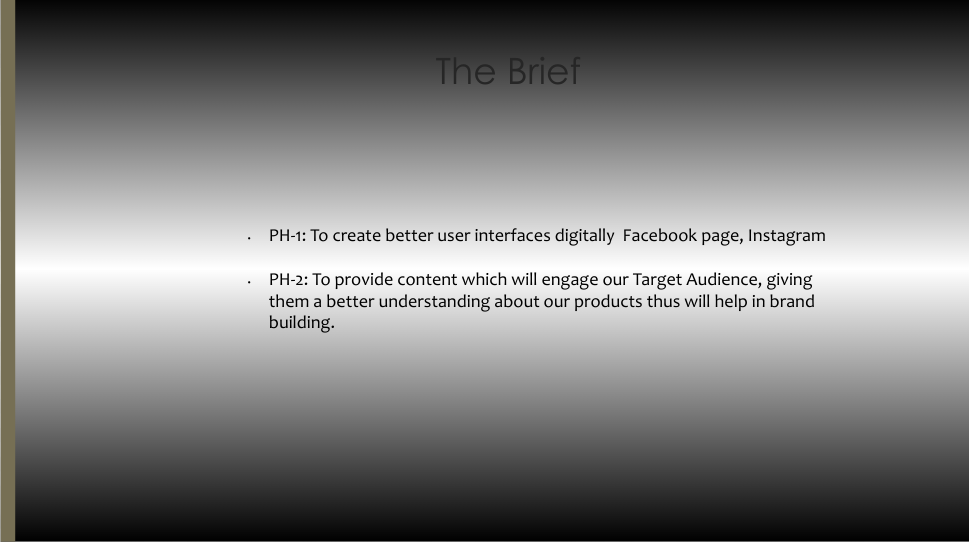 The Brief
• PH-1: To create better user interfaces digitally  Facebook page, Instagram
• PH-2: To provide content which will engage our Target Audience, giving
them a better understanding about our products thus will help in brand
building.